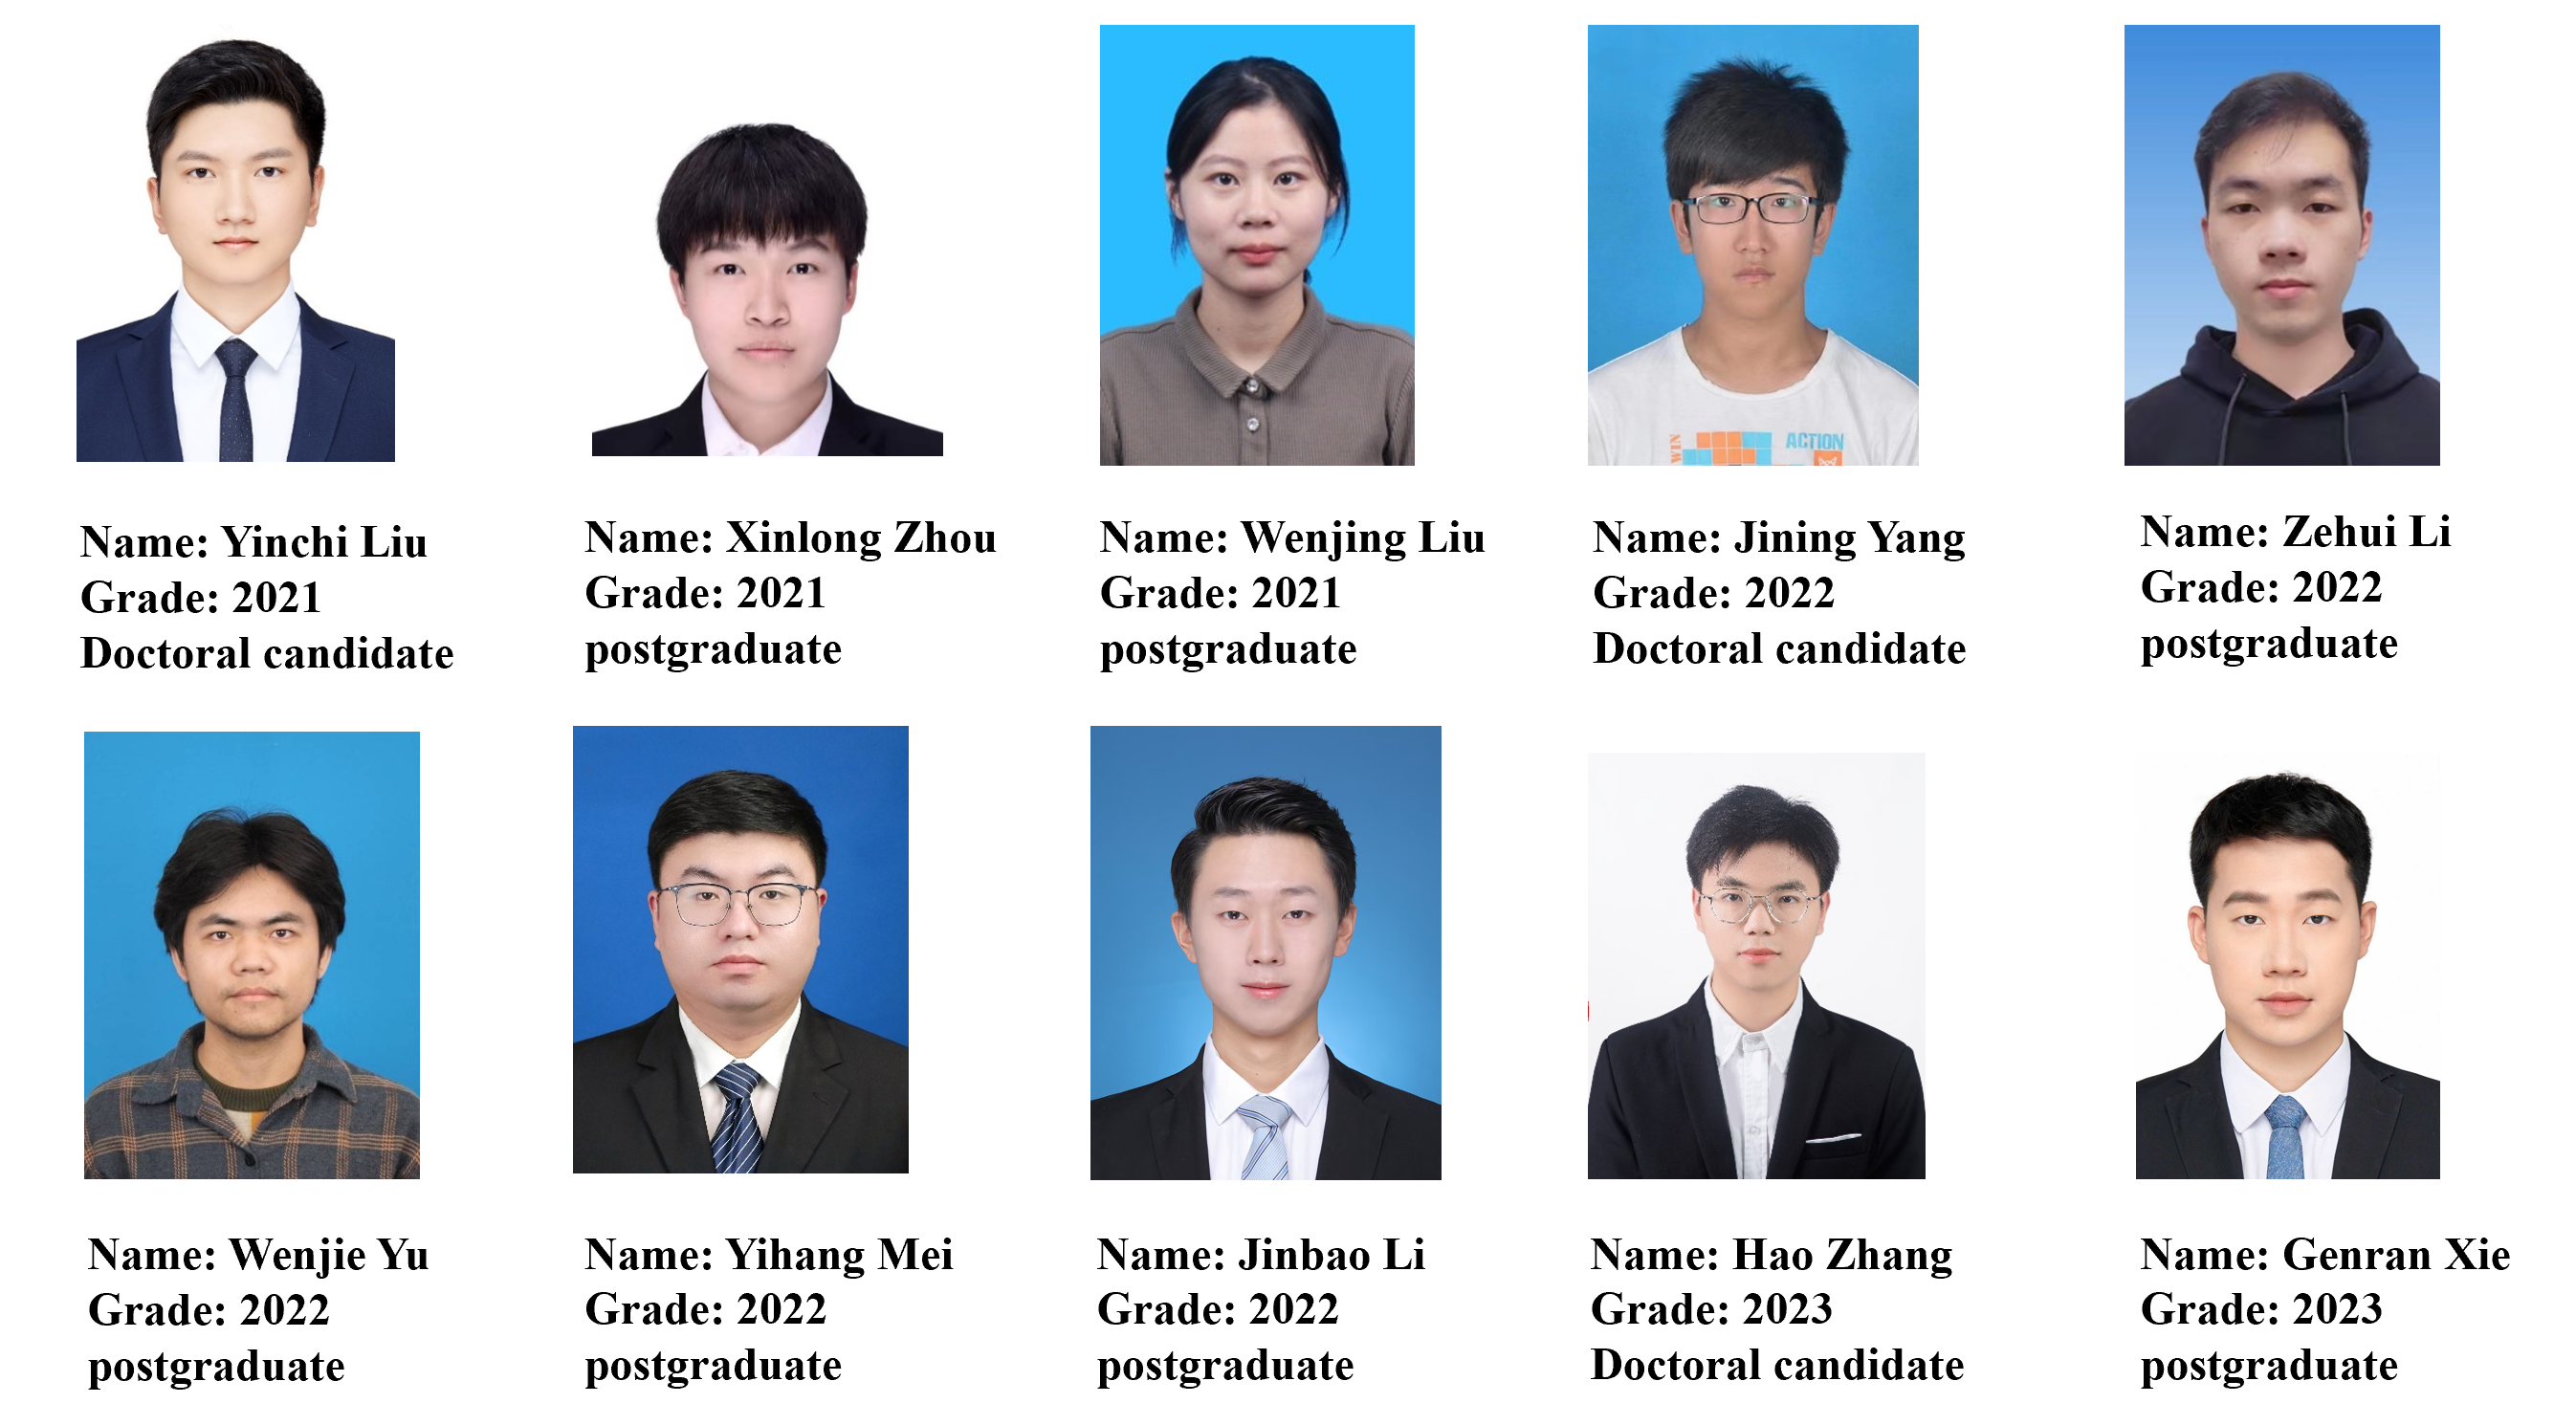 WIN
ACTION
Name: Yinchi Liu
Grade: 2021
Doctoral candidate
Name: Xinlong Zhou
Grade: 2021
postgraduate
Name: Wenjing Liu
Grade: 2021
postgraduate
Name: Jining Yang
Grade: 2022
Doctoral candidate
Name: Zehui Li
Grade: 2022
postgraduate
Name: Wenjie Yu
Grade: 2022
postgraduate
Name: Yihang Mei
Grade: 2022
postgraduate
Name: Jinbao Li
Grade: 2022
postgraduate
Name: Hao Zhang
Grade: 2023
Doctoral candidate
Name: Genran Xie
Grade: 2023
postgraduate